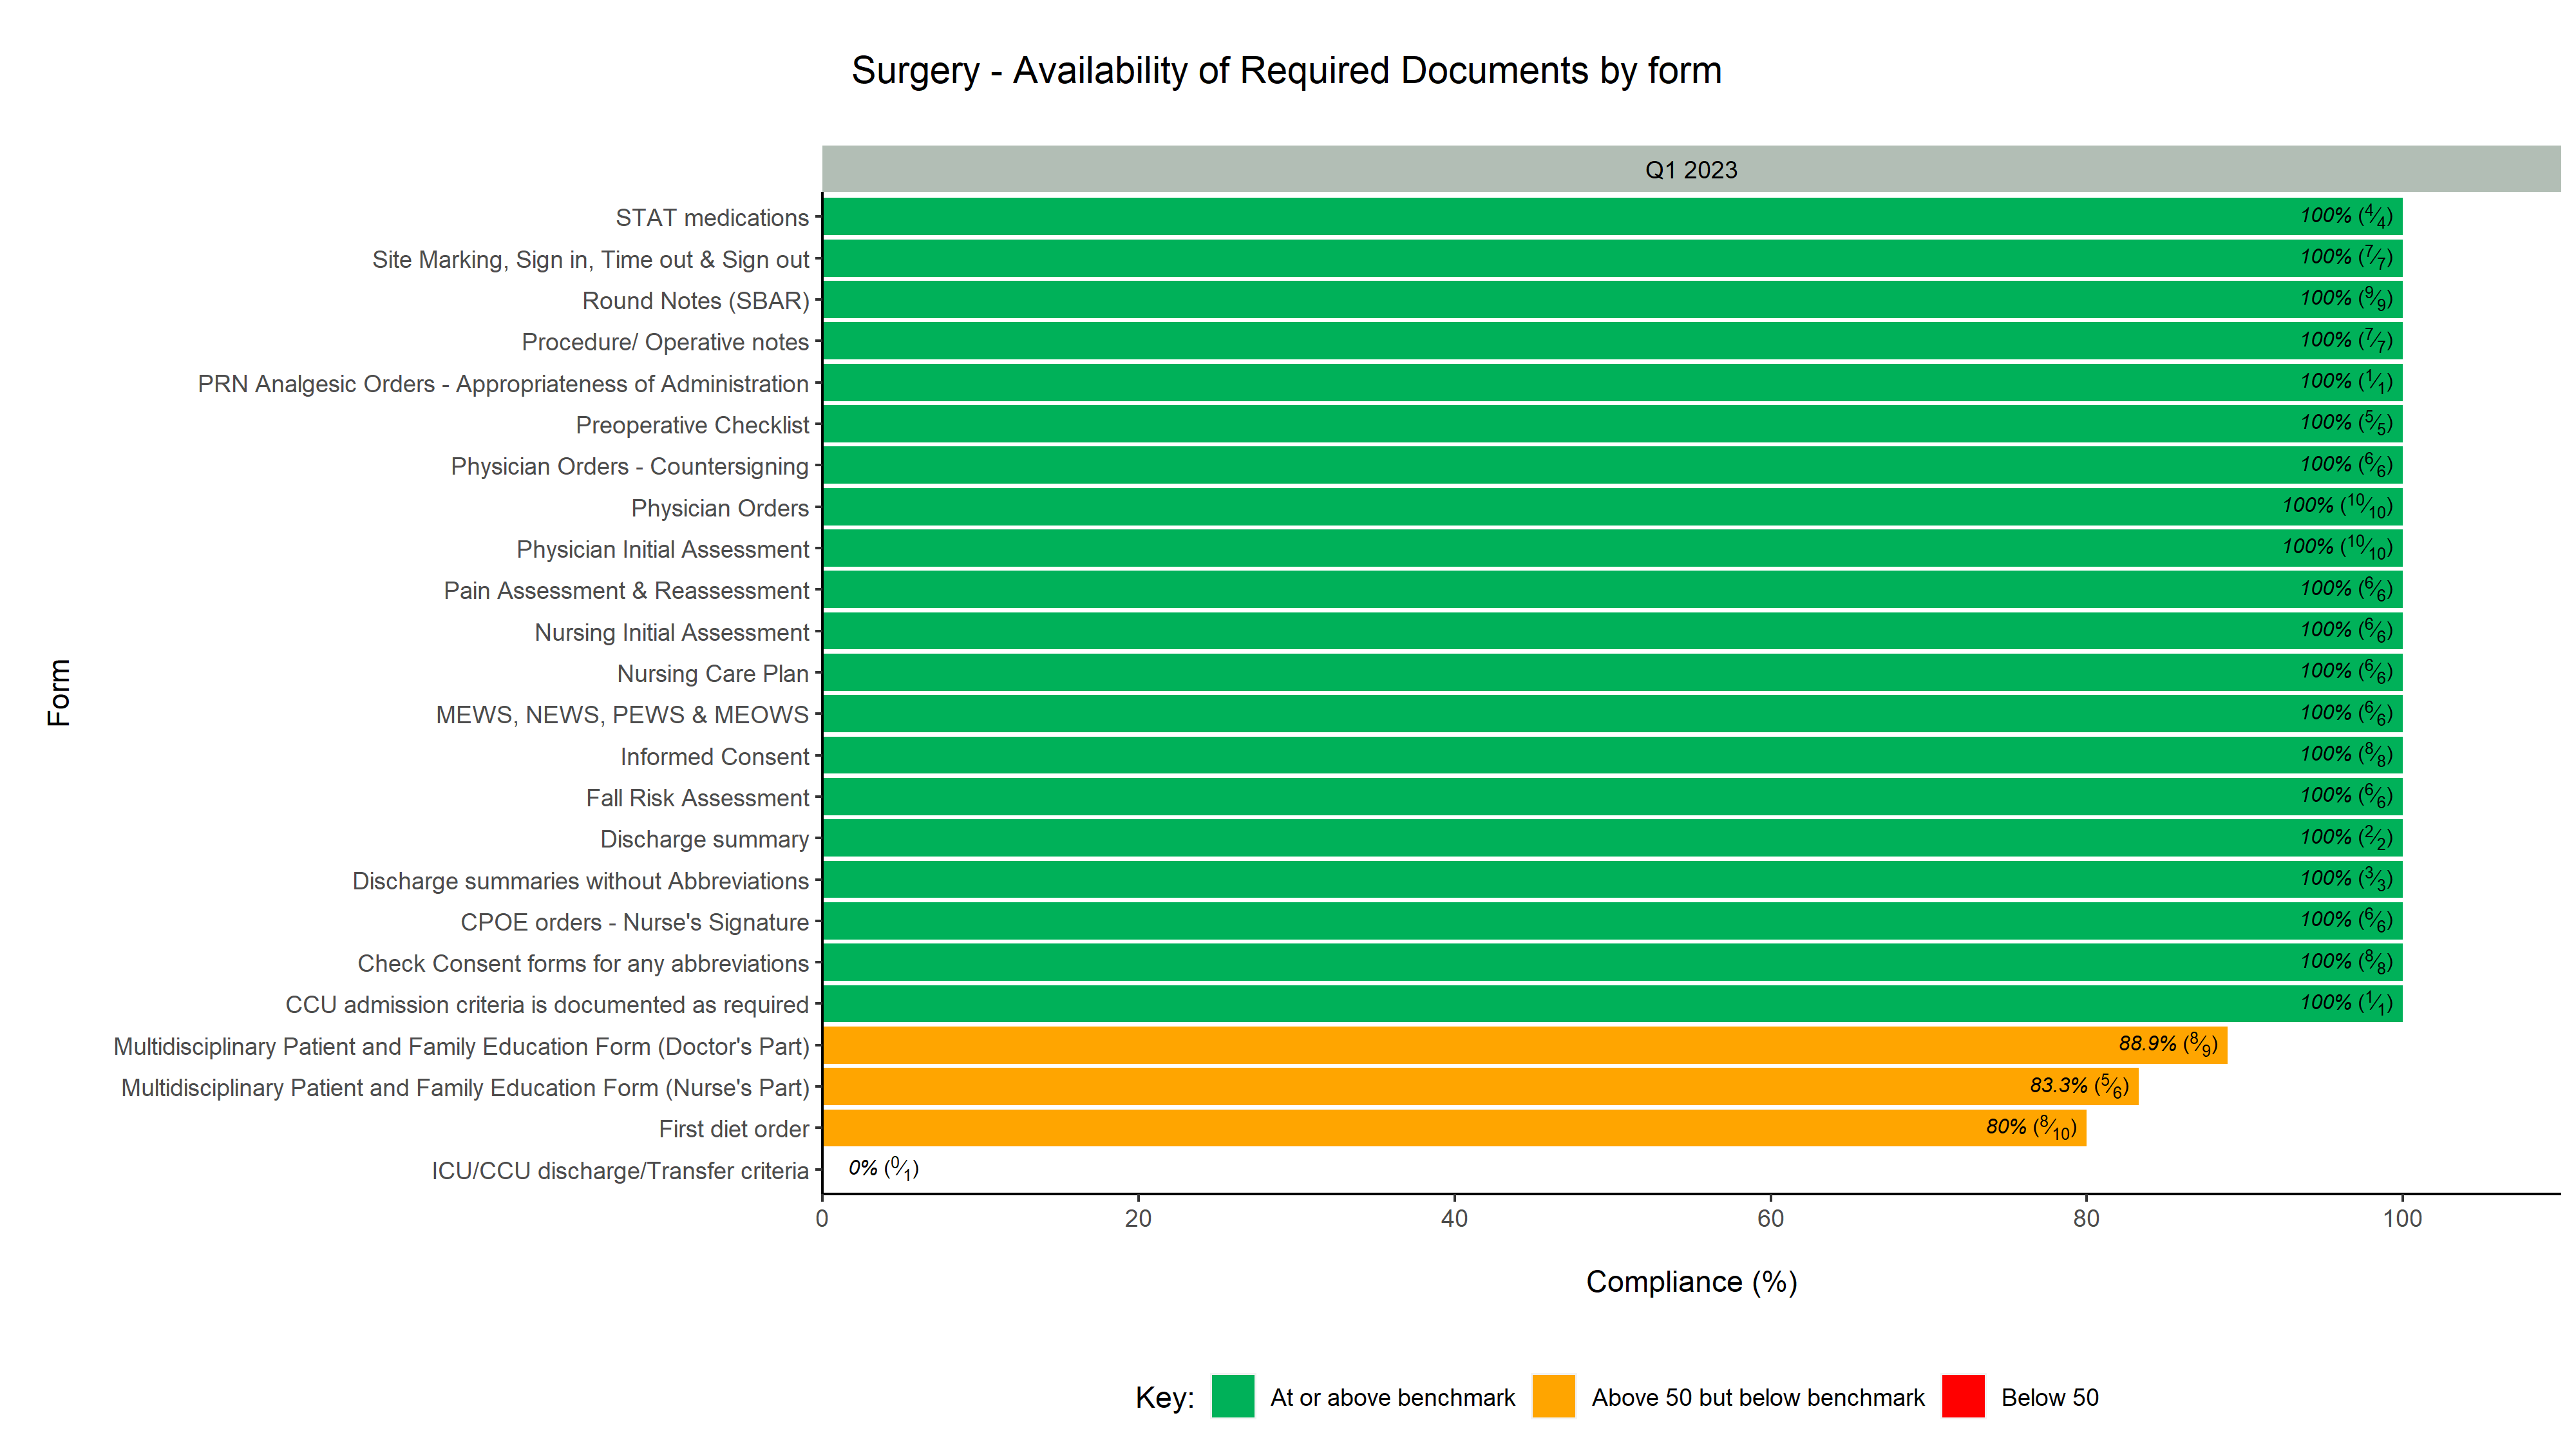 Surgery - Availability of Required Documents by form
Q1 2023
STAT medications 100% (4/4)
Site Marking, Sign in, Time out & Sign out 100% (7/7)
Round Notes (SBAR) 100% (9/9)
Procedure/ Operative notes 100% (7/7)
PRN Analgesic Orders - Appropriateness of Administration 100% (1/1)
Preoperative Checklist 100% (5/5)
Physician Orders - Countersigning 100% (6/6)
Physician Orders 100% (10/10)
Physician Initial Assessment 100% (10/10)
Pain Assessment & Reassessment 100% (6/6)
Nursing Initial Assessment 100% (6/6)
Nursing Care Plan 100% (6/6)
MEWS, NEWS, PEWS & MEOWS 100% (6/6)
Informed Consent 100% (8/8)
Fall Risk Assessment 100% (6/6)
Discharge summary 100% (2/2)
Discharge summaries without Abbreviations 100% (3/3)
CPOE orders - Nurse's Signature 100% (6/6)
Check Consent forms for any abbreviations 100% (8/8)
CCU admission criteria is documented as required 100% (1/1)
Multidisciplinary Patient and Family Education Form (Doctor's Part) 88.9% (8/9)
Multidisciplinary Patient and Family Education Form (Nurse's Part) 83.3% (5/6)
First diet order 80% (8/10)
ICU/CCU discharge/Transfer criteria 0% (0/1)
Form
0 20 40 60 80 100
Compliance (%)
Key: At or above benchmark Above 50 but below benchmark Below 50